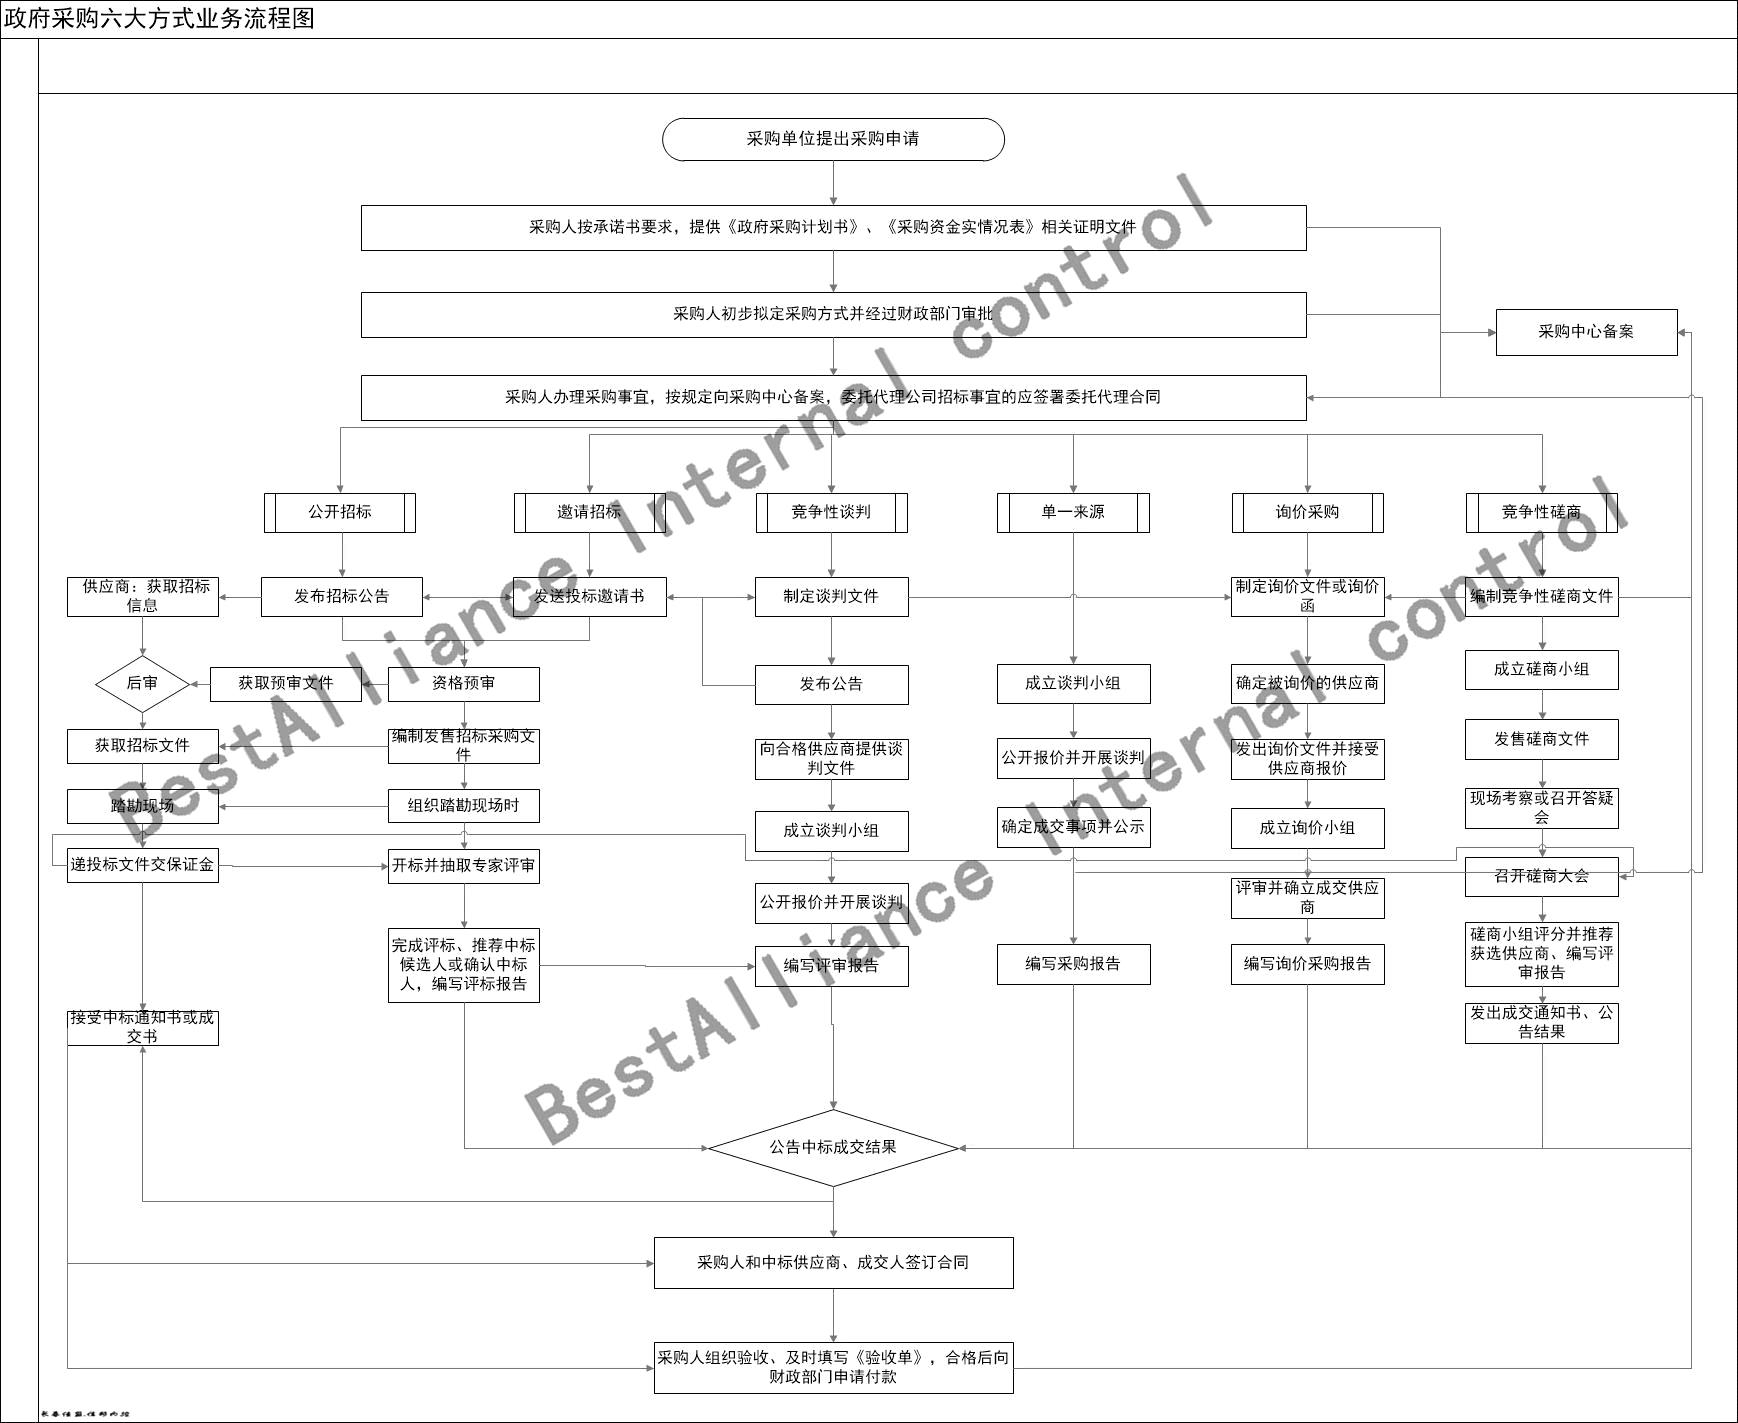 政府采购六大方式业务流程图
采购单位提出采购申请
采购人按承诺书要求，提供《政府采购计划书》、《采购资金实情况表》相关证明文件
采购人初步拟定采购方式并经过财政部门审批
采购中心备案
采购人办理采购事宜，按规定向采购中心备案，委托代理公司招标事宜的应签署委托代理合同
公开招标
邀请招标
竞争性谈判
单一来源
询价采购
竞争性磋商
供应商：获取招标
信息
发布招标公告
发送投标邀请书
制定谈判文件
制定询价文件或询价
函
编制竞争性磋商文件
后审
获取预审文件
资格预审
发布公告
成立谈判小组
确定被询价的供应商
成立磋商小组
获取招标文件
编制发售招标采购文
件
向合格供应商提供谈
判文件
公开报价并开展谈判
发出询价文件并接受
供应商报价
发售磋商文件
踏勘现场
组织踏勘现场时
成立谈判小组
确定成交事项并公示
成立询价小组
现场考察或召开答疑
会
递投标文件交保证金
开标并抽取专家评审
公开报价并开展谈判
评审并确立成交供应
商
召开磋商大会
完成评标、推荐中标
候选人或确认中标
人，编写评标报告
编写评审报告
编写采购报告
编写询价采购报告
磋商小组评分并推荐
获选供应商、编写评
审报告
接受中标通知书或成
交书
发出成交通知书、公
告结果
公告中标成交结果
采购人和中标供应商、成交人签订合同
采购人组织验收、及时填写《验收单》，合格后向
财政部门申请付款
BestAlliance Internal control
BestAlliance Internal control